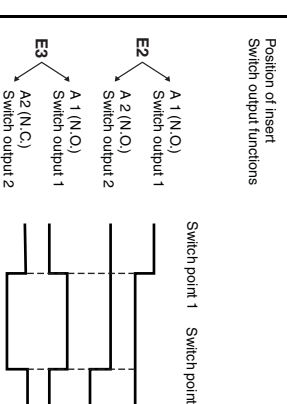 Position of insert
Switch output functions
Switch point 1
Switch point
E2
A 1 (N.O.)
Switch output 1
A 2 (N.O.)
Switch output 2
E3
A 1 (N.O.)
Switch output 1
A2 (N.C.)
Switch output 2